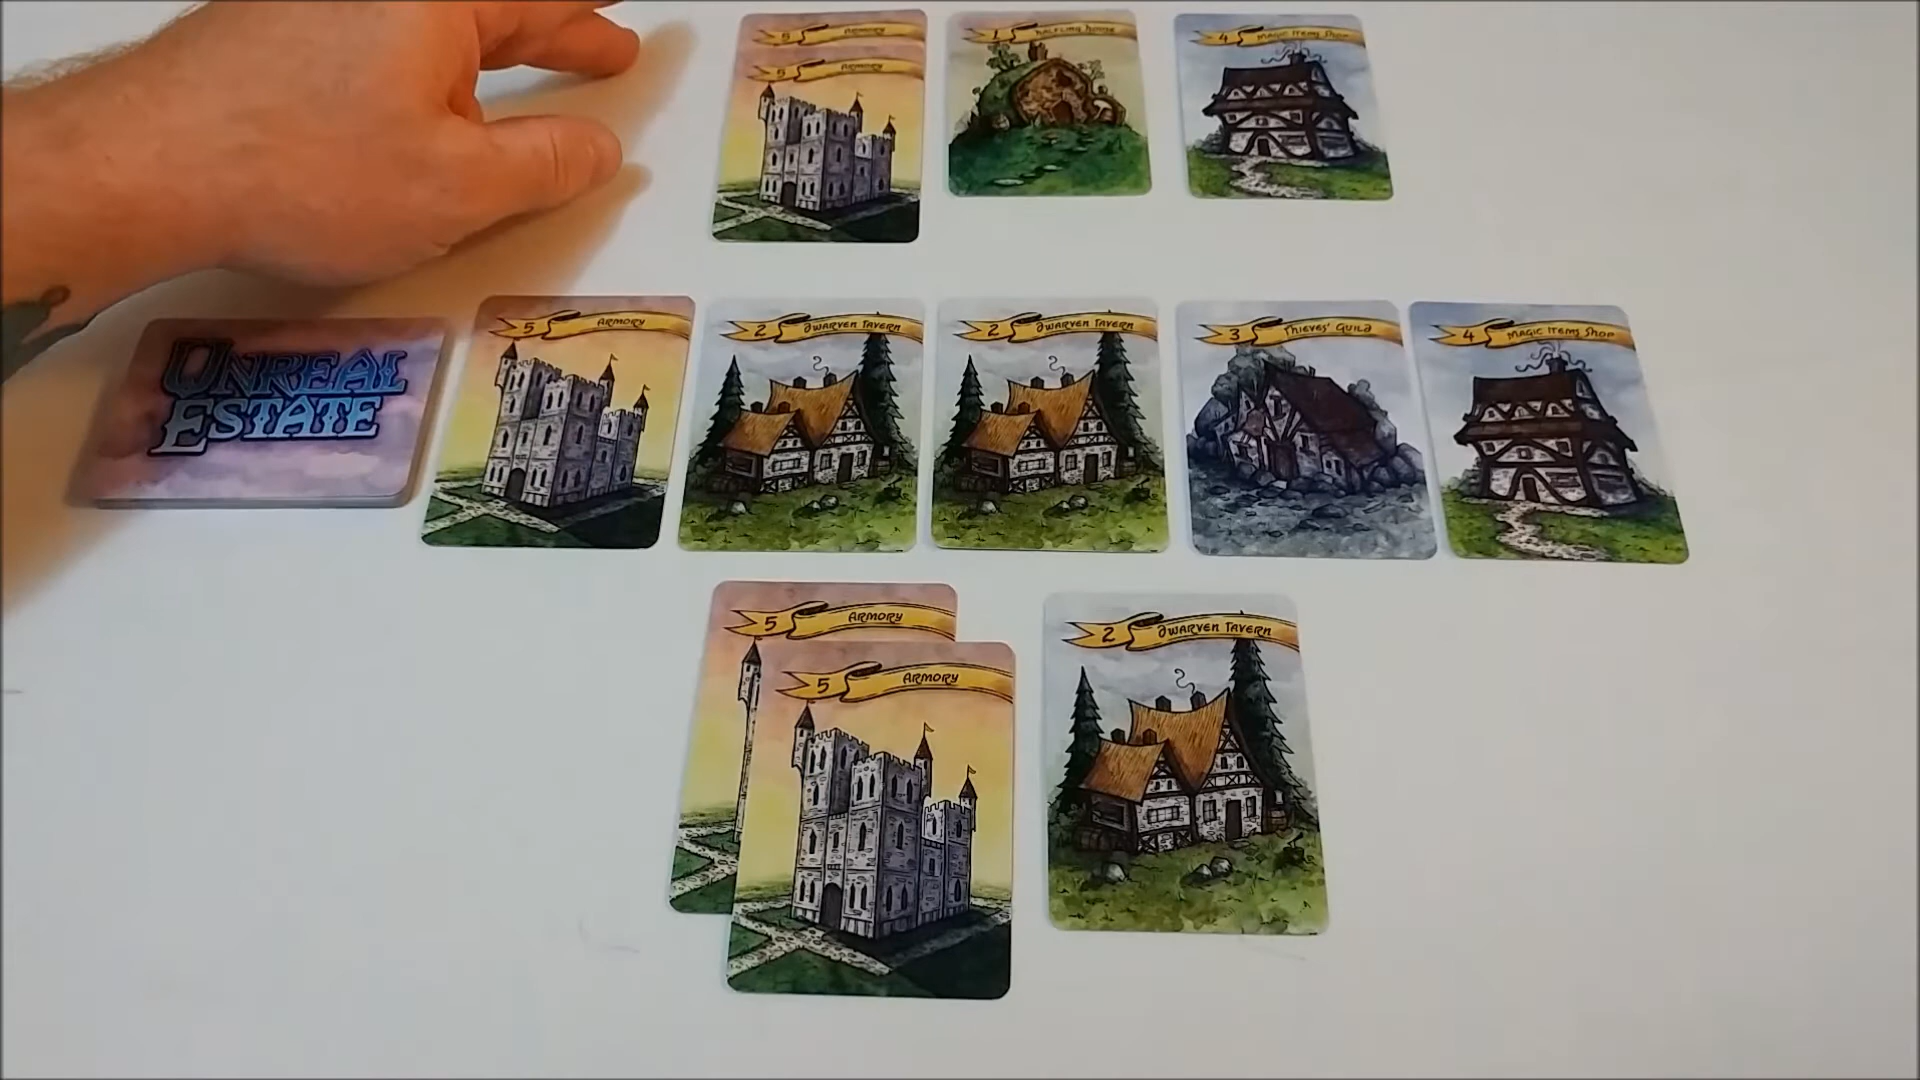 5 ARMORY
5 ARMORY
1 HALFLING HOUSE
4 MAGIC ITEMS SHOP
UNREAL
ESTATE
5 ARMORY
2 DWARVEN TAVERN
2 DWARVEN TAVERN
3 THIEVES' GUILD
4 MAGIC ITEMS SHOP
5 ARMORY
5 ARMORY
2 DWARVEN TAVERN